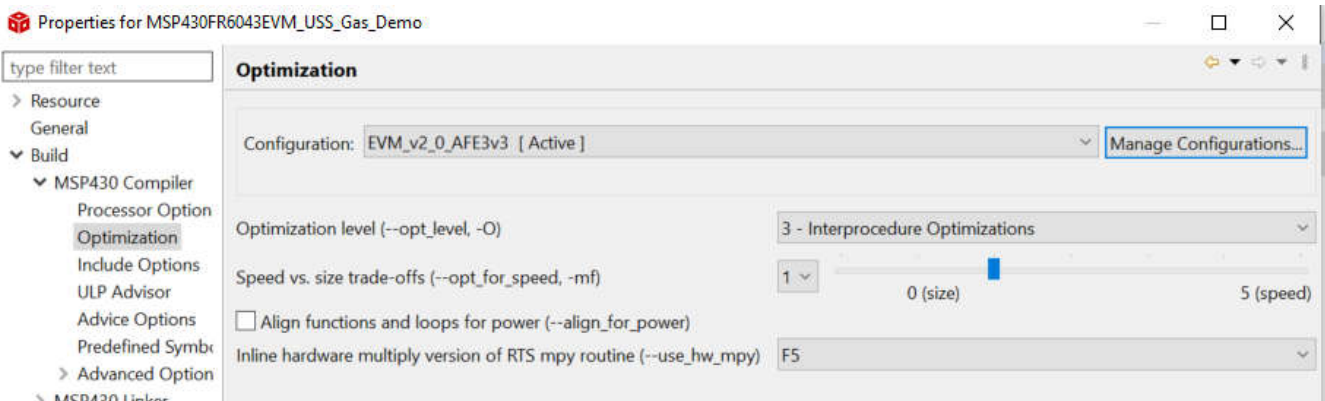 Properties for MSP430FR6043EVM_USS_Gas_Demo
type filter text
Resource
General
Build
MSP430 Compiler
Processor Option
Optimization
Include Options
ULP Advisor
Advice Options
Predefined Symbo
Advanced Option
MSP430 Linker
Optimization
Configuration: EVM_v2_0_AFE3v3 [ Active ] Manage Configurations...
Optimization level (--opt_level, -O) 3 - Interprocedure Optimizations
Speed vs. size trade-offs (--opt_for_speed, -mf) 1
0 (size) 5 (speed)
Align functions and loops for power (--align_for_power)
Inline hardware multiply version of RTS mpy routine (--use_hw_mpy) F5